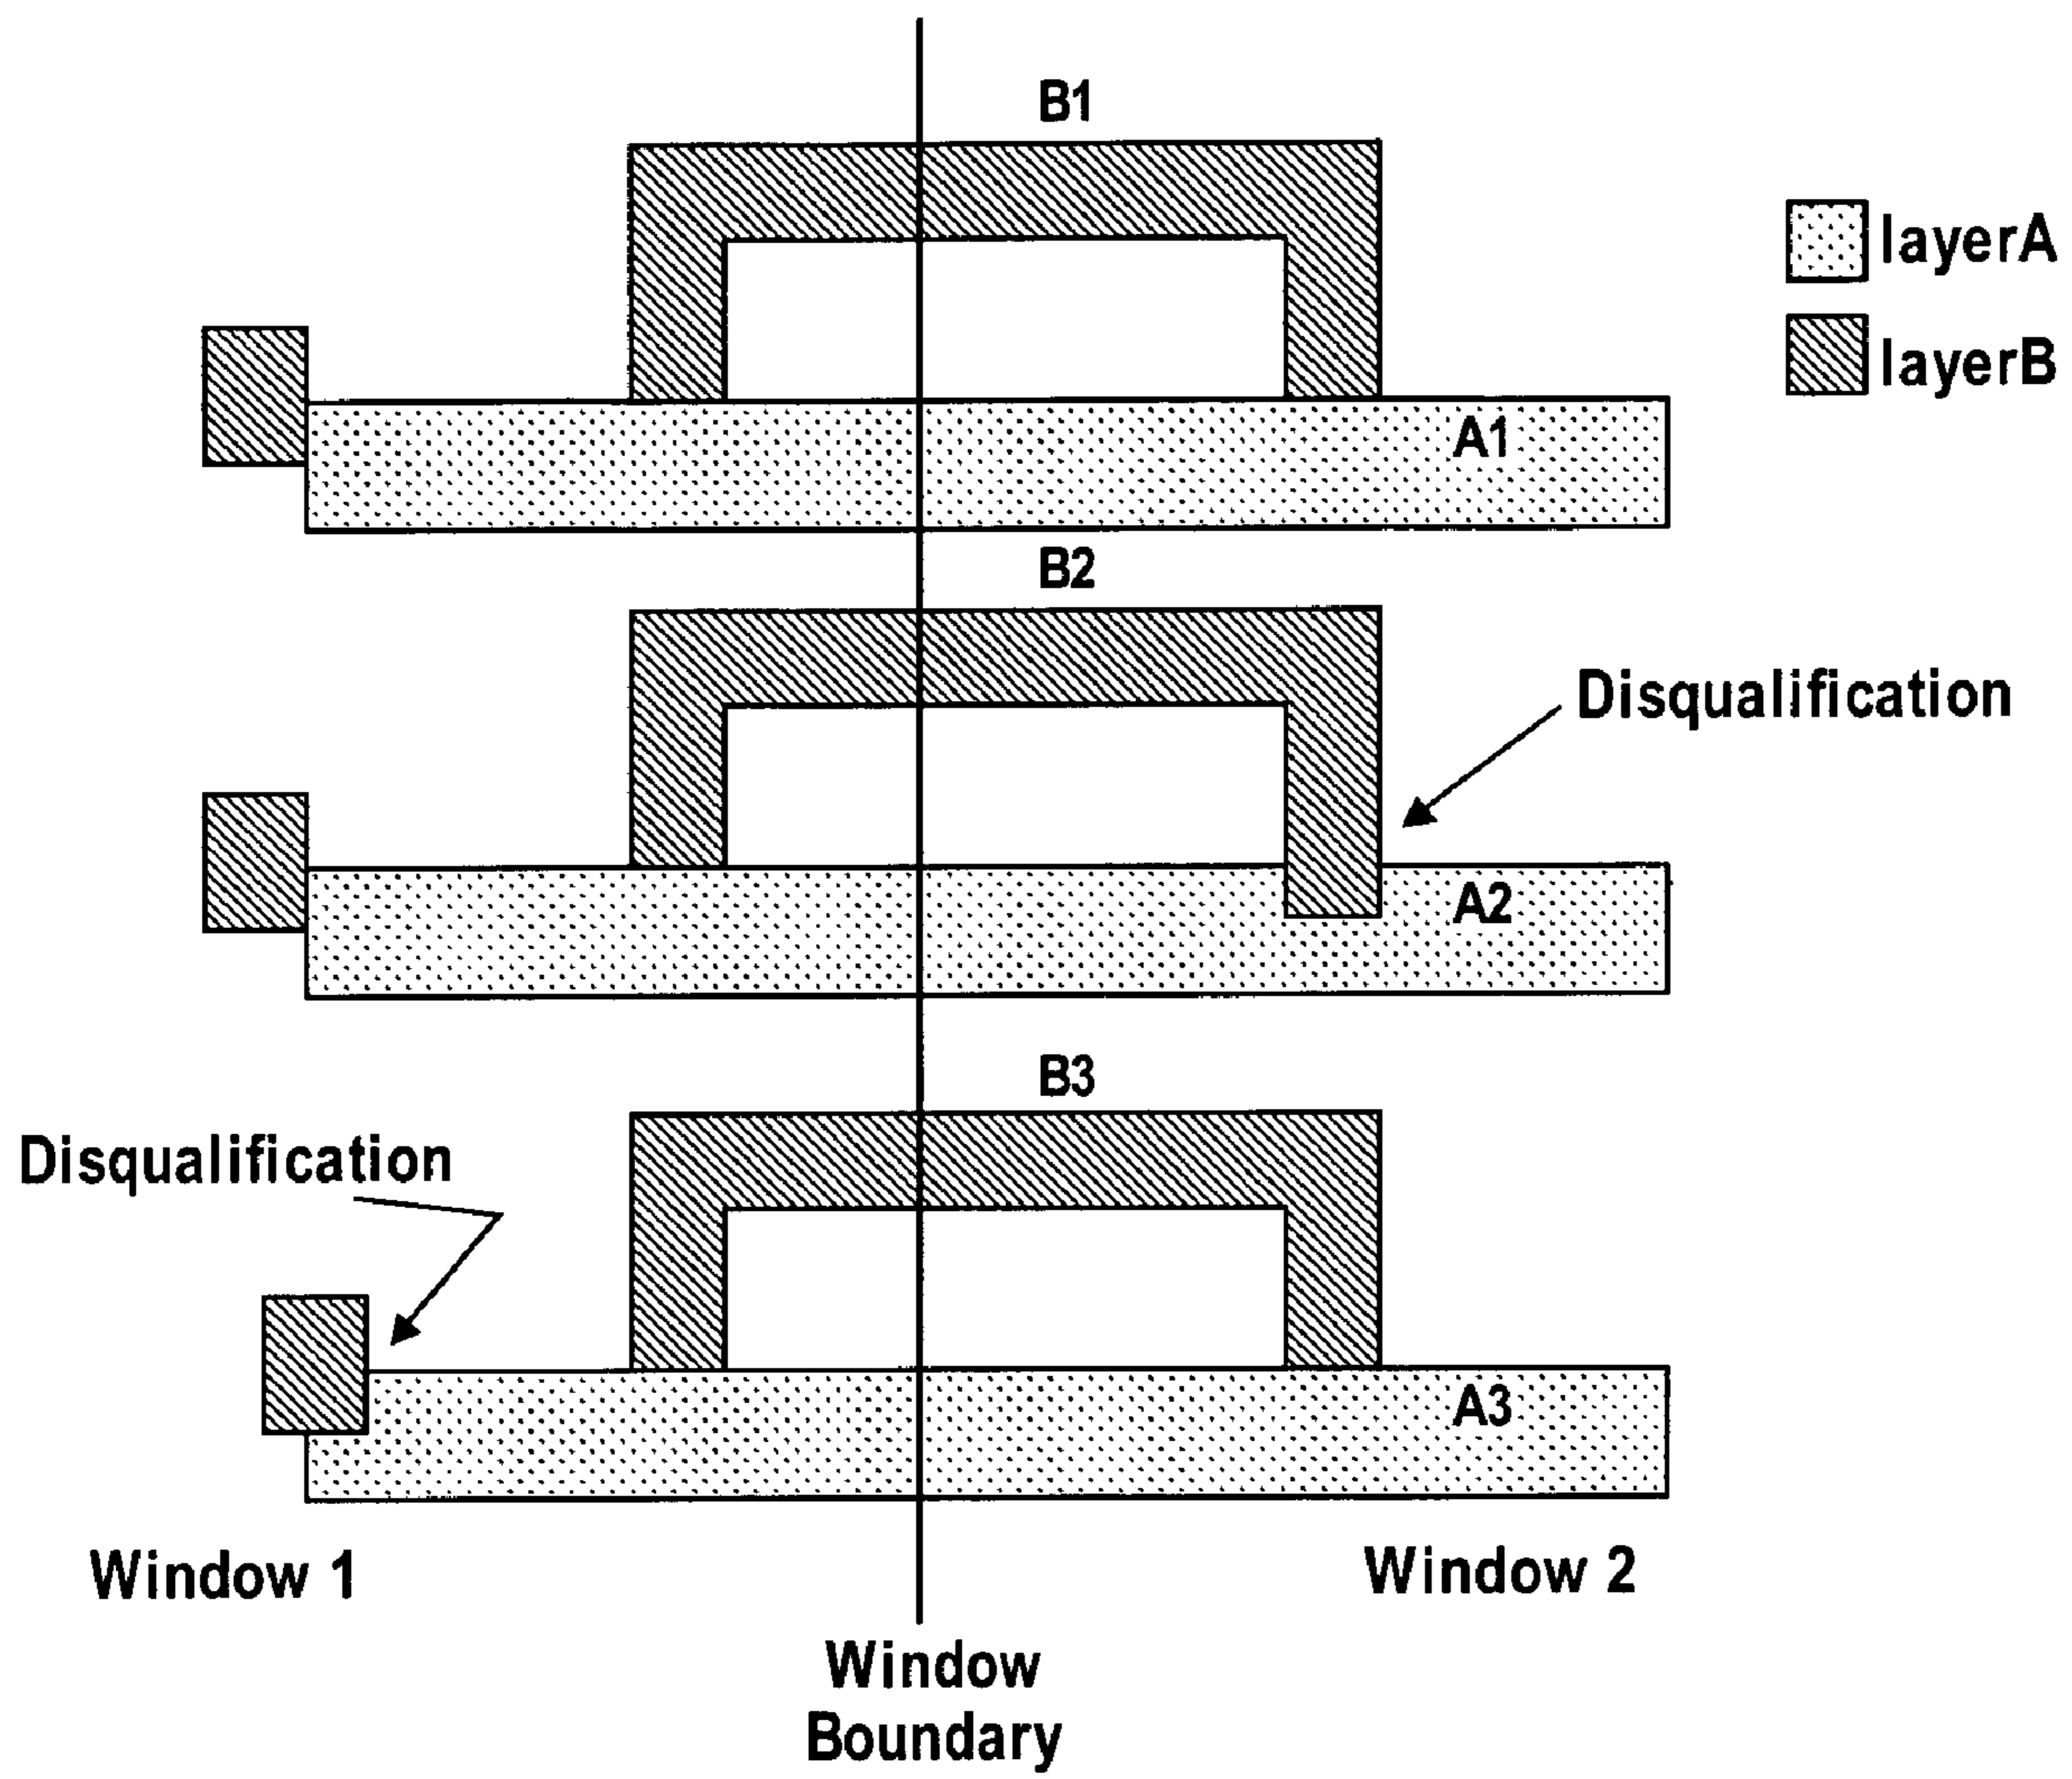 B1
layerA
layerB
A1
B2
Disqualification
A2
B3
Disqualification
A3
Window 1
Window 2
Window
Boundary